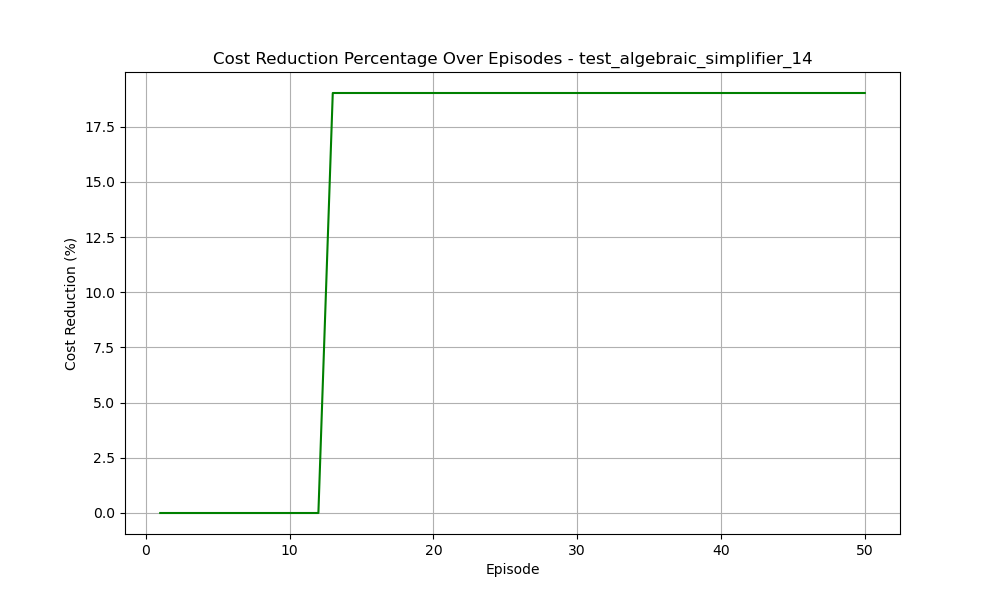 Cost Reduction Percentage Over Episodes - test_algebraic_simplifier_14
Cost Reduction (%)
17.5
15.0
12.5
10.0
7.5
5.0
2.5
0.0
0 10 20 30 40 50
Episode